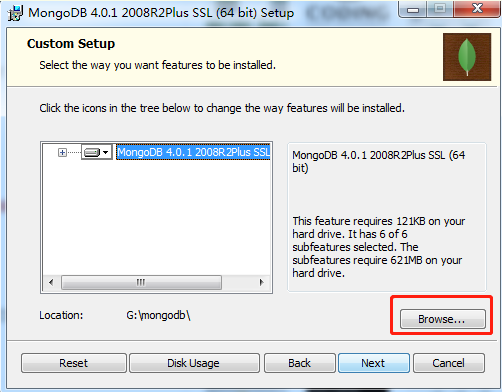 MongoDB 4.0.1 2008R2Plus SSL (64 bit) Setup
Custom Setup
Select the way you want features to be installed.
Click the icons in the tree below to change the way features will be installed.
MongoDB 4.0.1 2008R2Plus SSL
MongoDB 4.0.1 2008R2Plus SSL (64
bit)
This feature requires 121KB on your
hard drive. It has 6 of 6
subfeatures selected. The
subfeatures require 621MB on your
hard drive.
Location: G:\mongodb\
Browse...
Reset Disk Usage Back Next Cancel